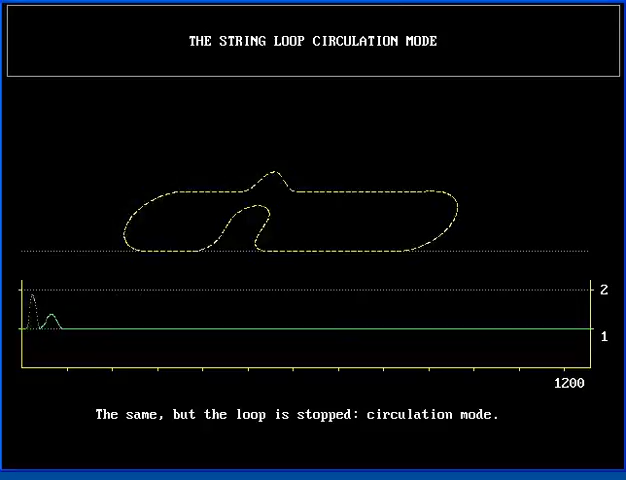 THE STRING LOOP CIRCULATION MODE
2
1
1200
The same, but the loop is stopped: circulation mode.